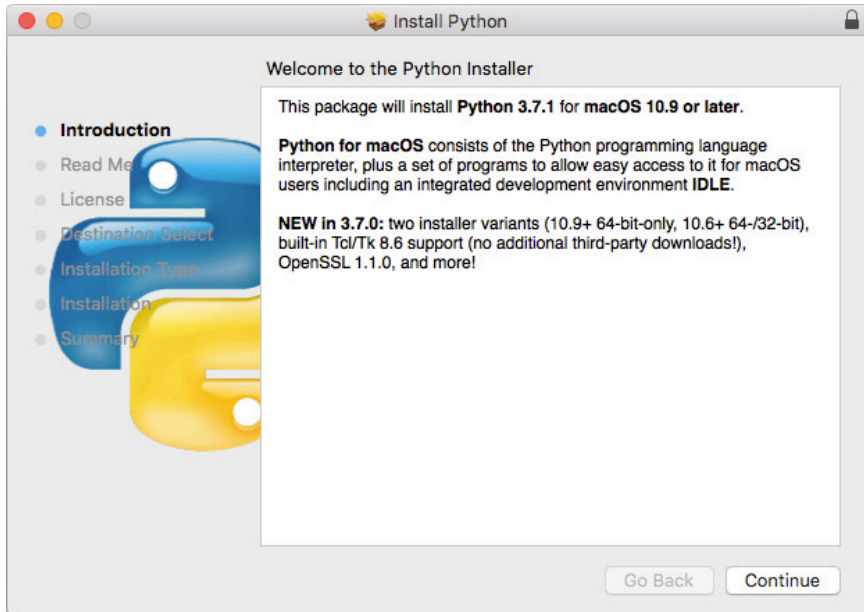 Install Python
Welcome to the Python Installer
Introduction
Read Me
License
Destination Select
Installation Type
Installation
Summary
This package will install Python 3.7.1 for macOS 10.9 or later.
Python for macOS consists of the Python programming language
interpreter, plus a set of programs to allow easy access to it for macOS
users including an integrated development environment IDLE.
NEW in 3.7.0: two installer variants (10.9+ 64-bit-only, 10.6+ 64-/32-bit),
built-in Tcl/Tk 8.6 support (no additional third-party downloads!),
OpenSSL 1.1.0, and more!
Go Back
Continue